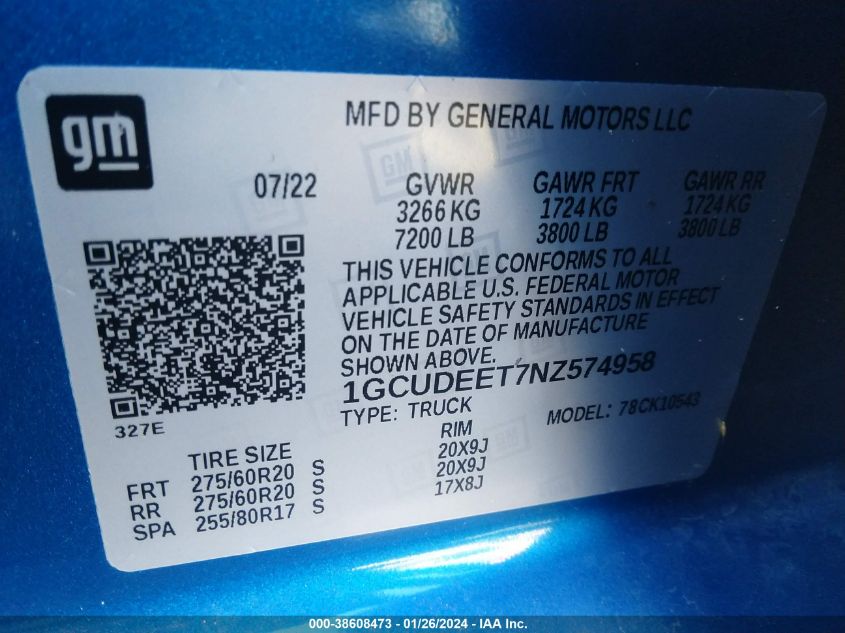 gm
MFD BY GENERAL MOTORS LLC
07/22
GVWR GAWR FRT GAWR RR
3266 KG 1724 KG 1724 KG
7200 LB 3800 LB 3800 LB
THIS VEHICLE CONFORMS TO ALL
APPLICABLE U.S. FEDERAL MOTOR
VEHICLE SAFETY STANDARDS IN EFFECT
ON THE DATE OF MANUFACTURE
SHOWN ABOVE.
1GCUDEET7NZ574958
TYPE: TRUCK MODEL: 78CK10543
327E
TIRE SIZE RIM
FRT 275/60R20 S 20X9J
RR 275/60R20 S 20X9J
SPA 255/80R17 S 17X8J
000-38608473 - 01/26/2024 - IAA Inc.